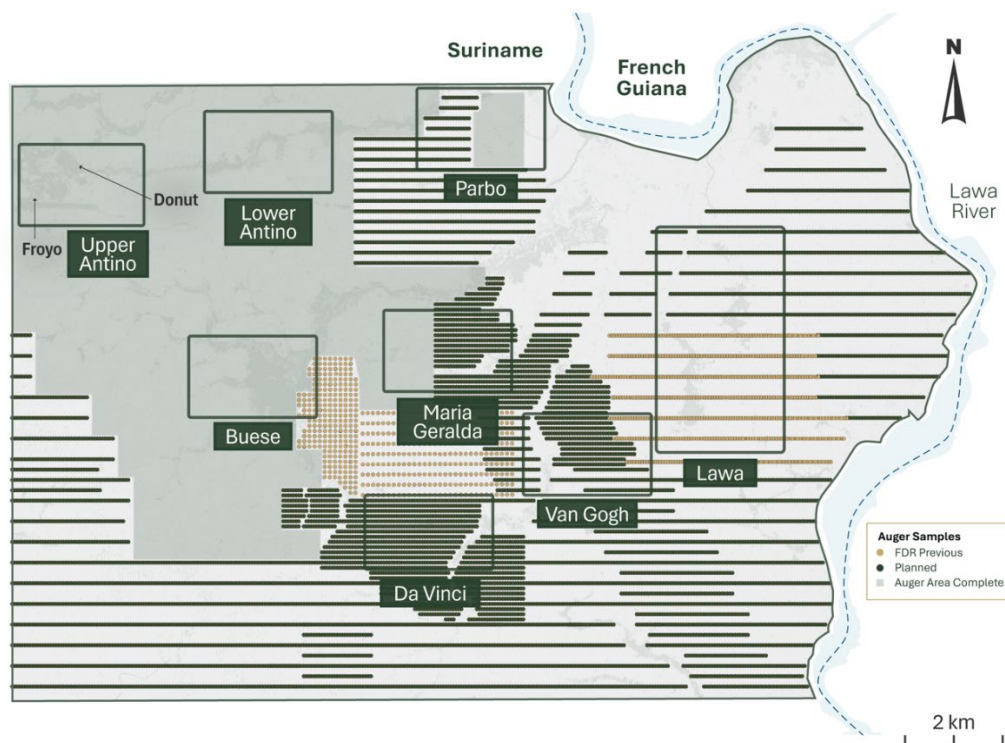 Suriname
French
Guiana
N
Lawa
River
Parbo
Donut
Froyo
Upper
Antino
Lower
Antino
Buese
Maria
Geralda
Lawa
Van Gogh
Da Vinci
Auger Samples
FDR Previous
Planned
Auger Area Complete
2 km